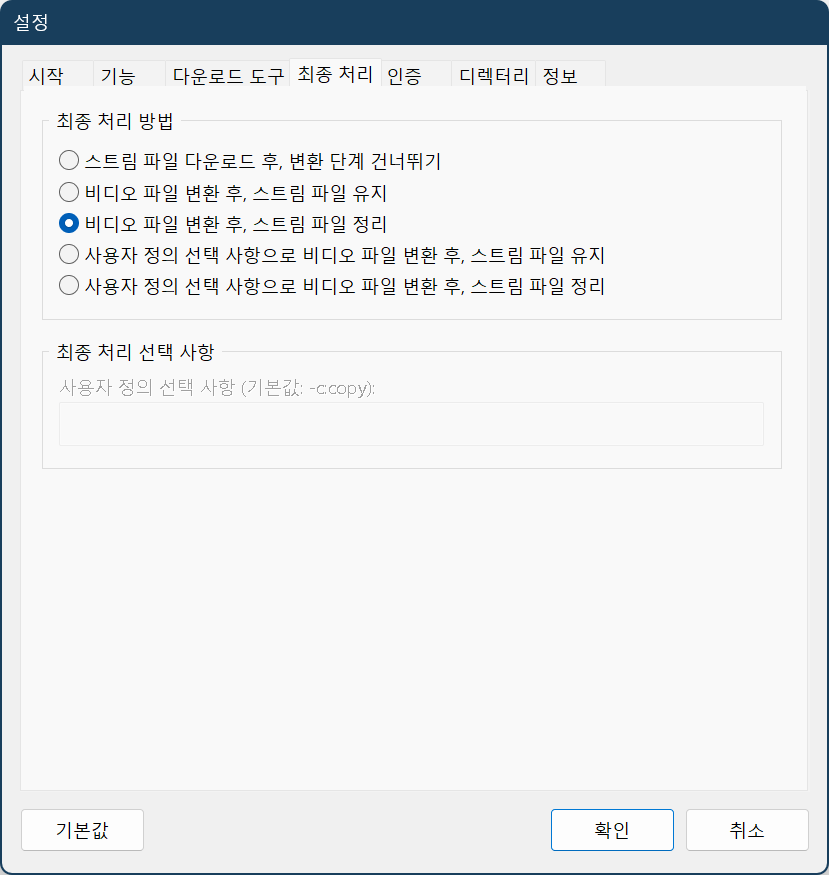 설정
시작 기능 다운로드 도구 최종 처리 인증 디렉터리 정보
최종 처리 방법
스트림 파일 다운로드 후, 변환 단계 건너뛰기
비디오 파일 변환 후, 스트림 파일 유지
비디오 파일 변환 후, 스트림 파일 정리
사용자 정의 선택 사항으로 비디오 파일 변환 후, 스트림 파일 유지
사용자 정의 선택 사항으로 비디오 파일 변환 후, 스트림 파일 정리
최종 처리 선택 사항
사용자 정의 선택 사항 (기본값: -c:copy):
기본값 확인 취소